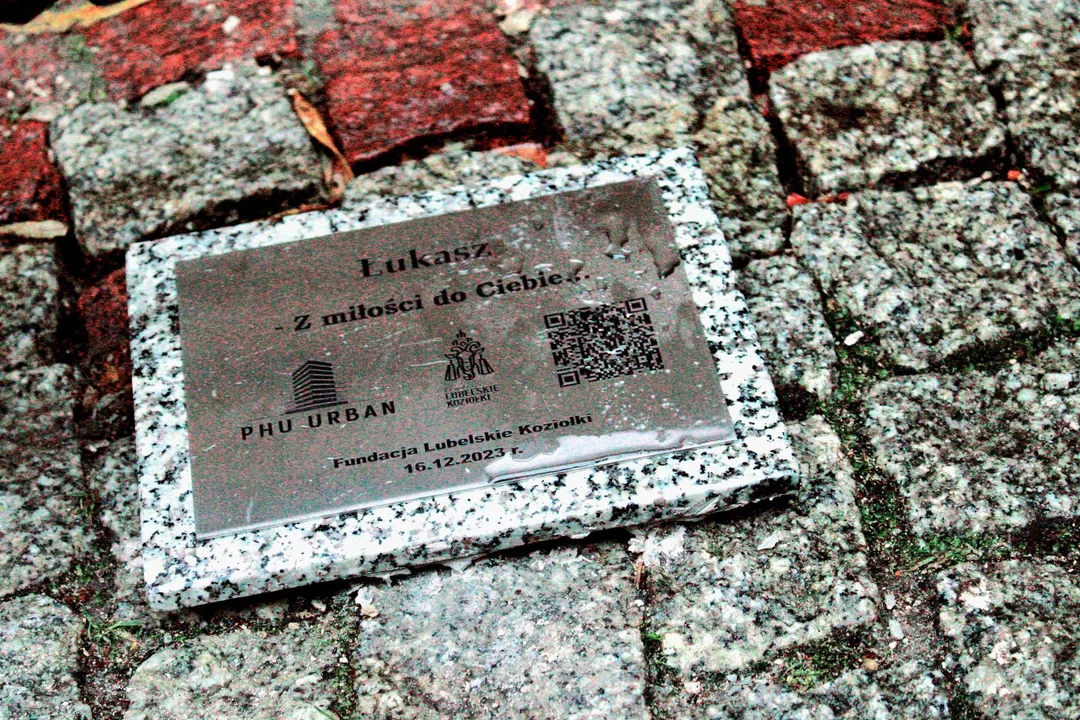 Łukasz
- Z miłości do Ciebie...
PHU URBAN
LUBELSKIE
KOZIOŁKI
Fundacja Lubelskie Koziołki
16.12.2023 r.